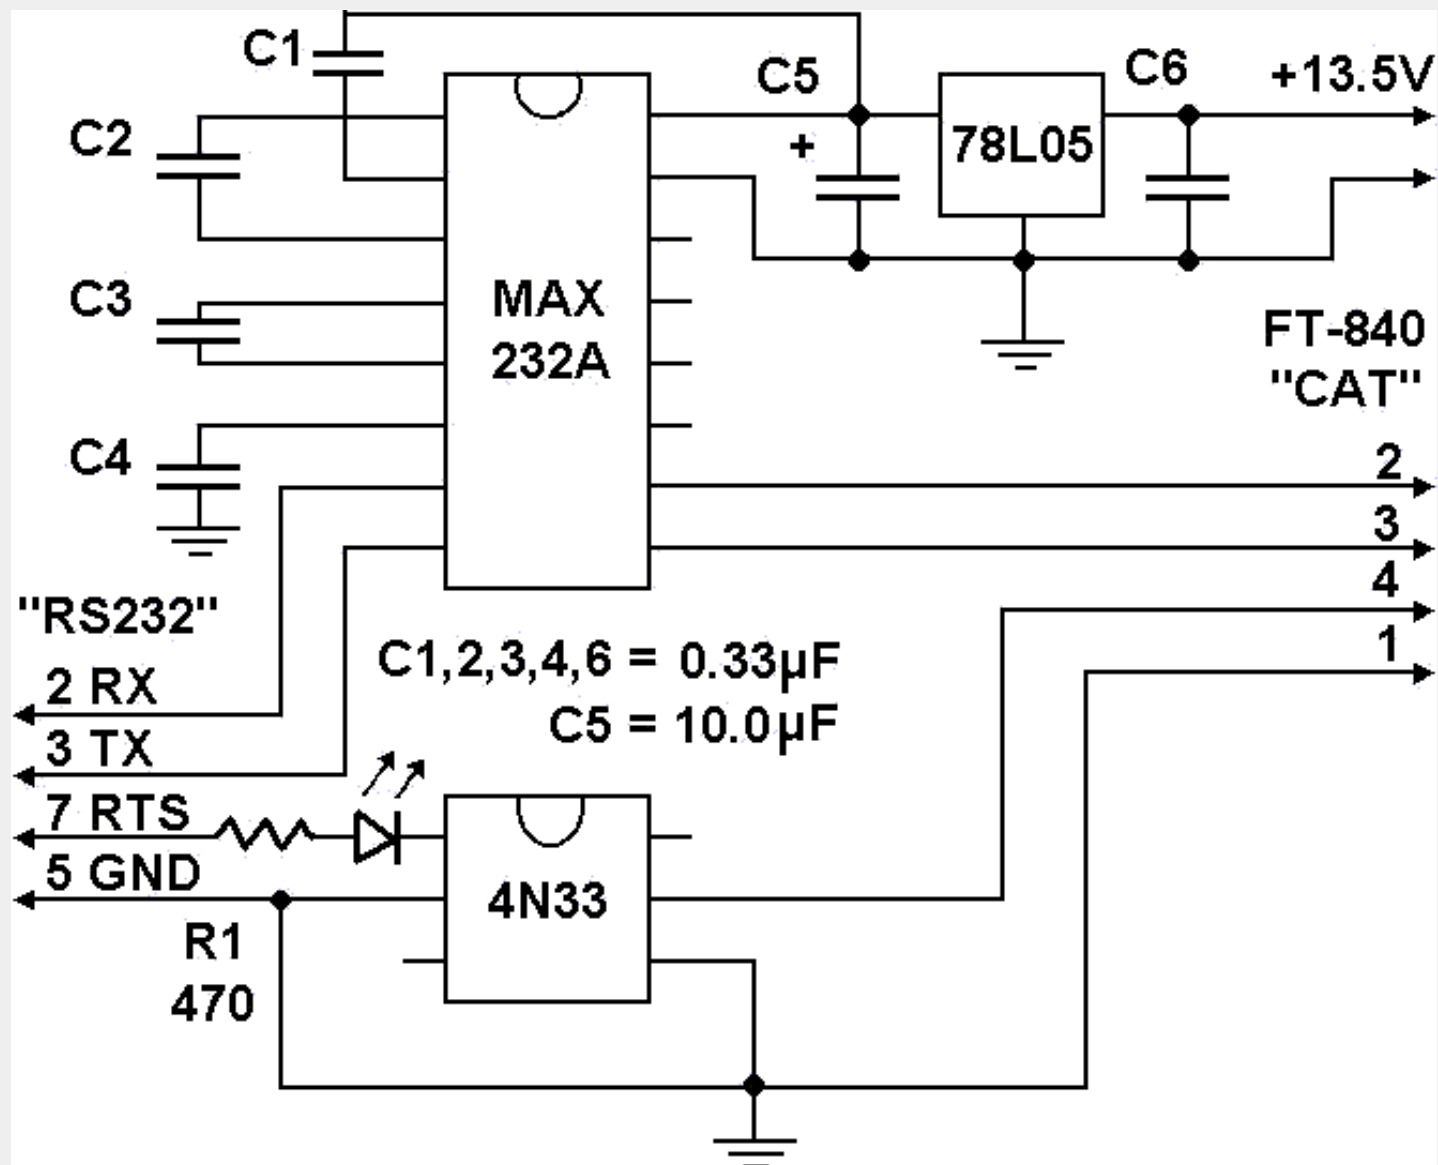 C1
C5
C6
+13.5V
C2
+
78L05
C3
MAX
232A
FT-840
"CAT"
C4
2
3
4
1
"RS232"
C1,2,3,4,6 = 0.33µF
C5 = 10.0µF
2 RX
3 TX
7 RTS
5 GND
4N33
R1
470